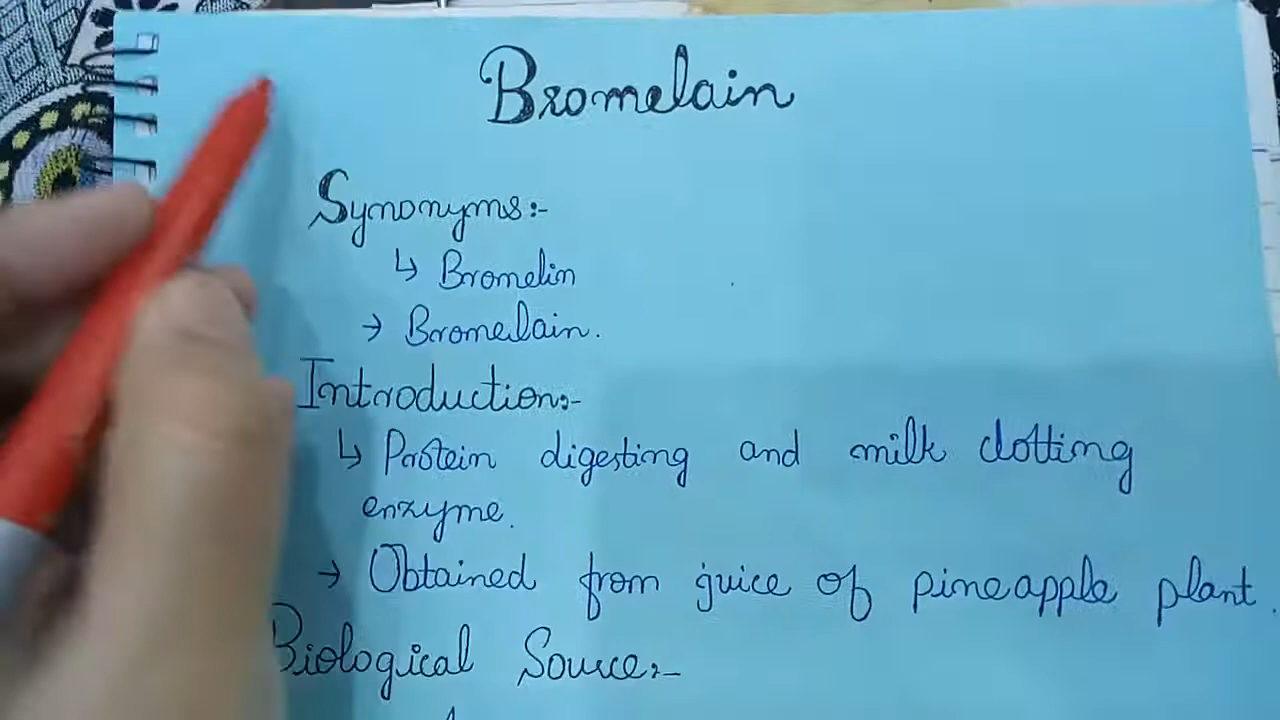 Bromelain
Synonyms:-
↳ Bromelin
→ Bromelain.
Introduction:-
↳ Protein digesting and milk clotting
enzyme.
→ Obtained from juice of pineapple plant.
Biological Source:-